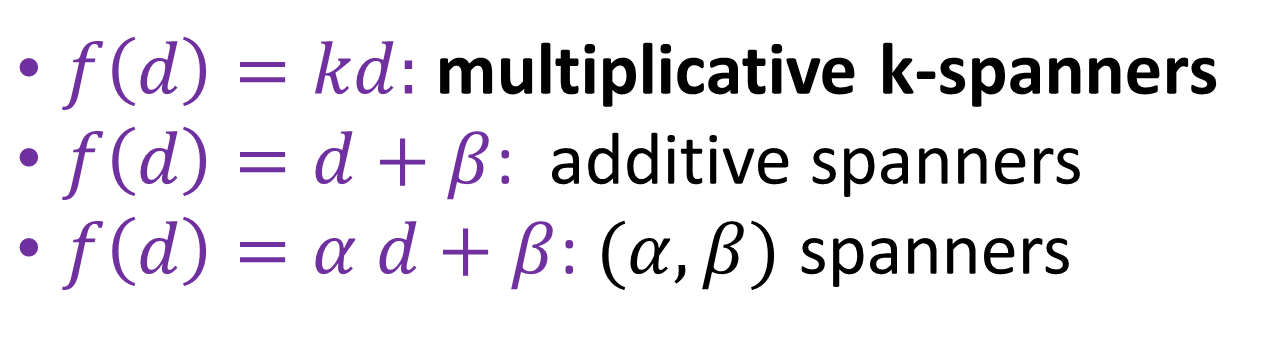 • f(d) = kd: multiplicative k-spanners
• f(d) = d + β: additive spanners
• f(d) = α d + β: (α, β) spanners